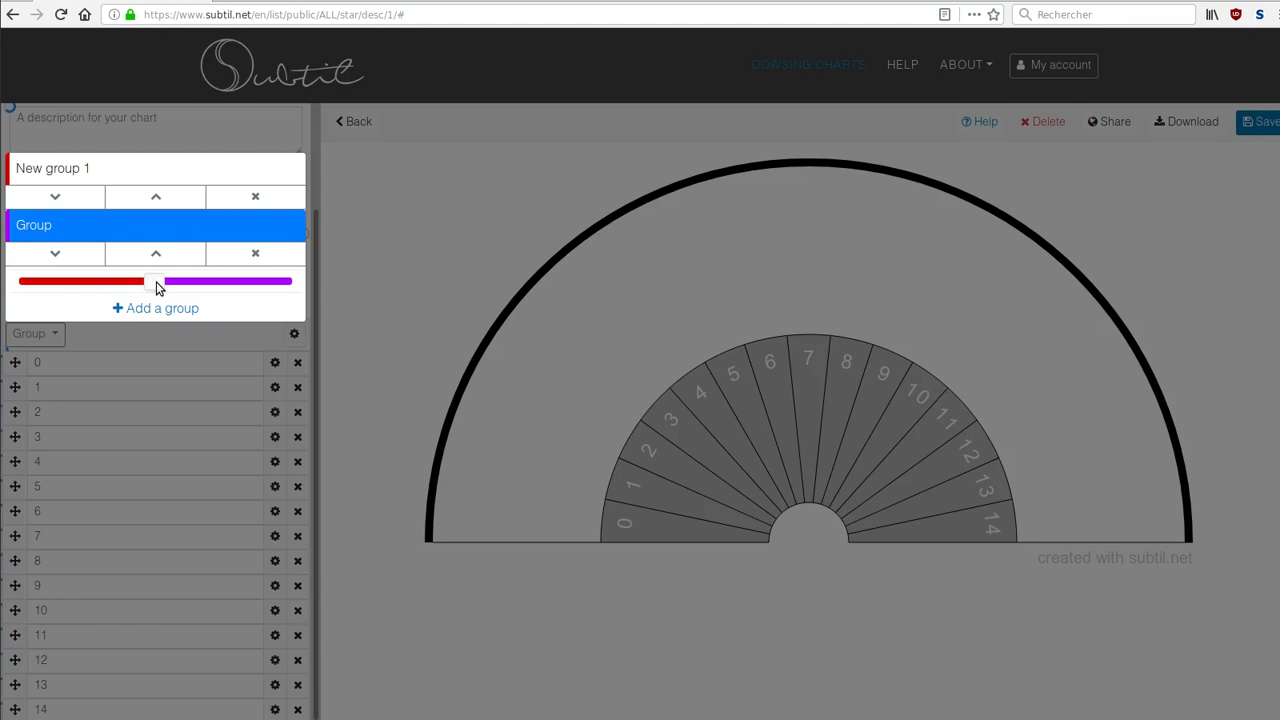 https://www.subtil.net/en/list/public/ALL/star/desc/1/#
Rechercher
Subtil
DOWSING CHARTS
HELP
ABOUT
My account
A description for your chart
Back
Help
Delete
Share
Download
Save
New group 1
Group
Add a group
Group
0
1
2
3
4
5
6
7
8
9
10
11
12
13
14
0
1
2
3
4
5
6
7
8
9
10
11
12
13
14
created with subtil.net